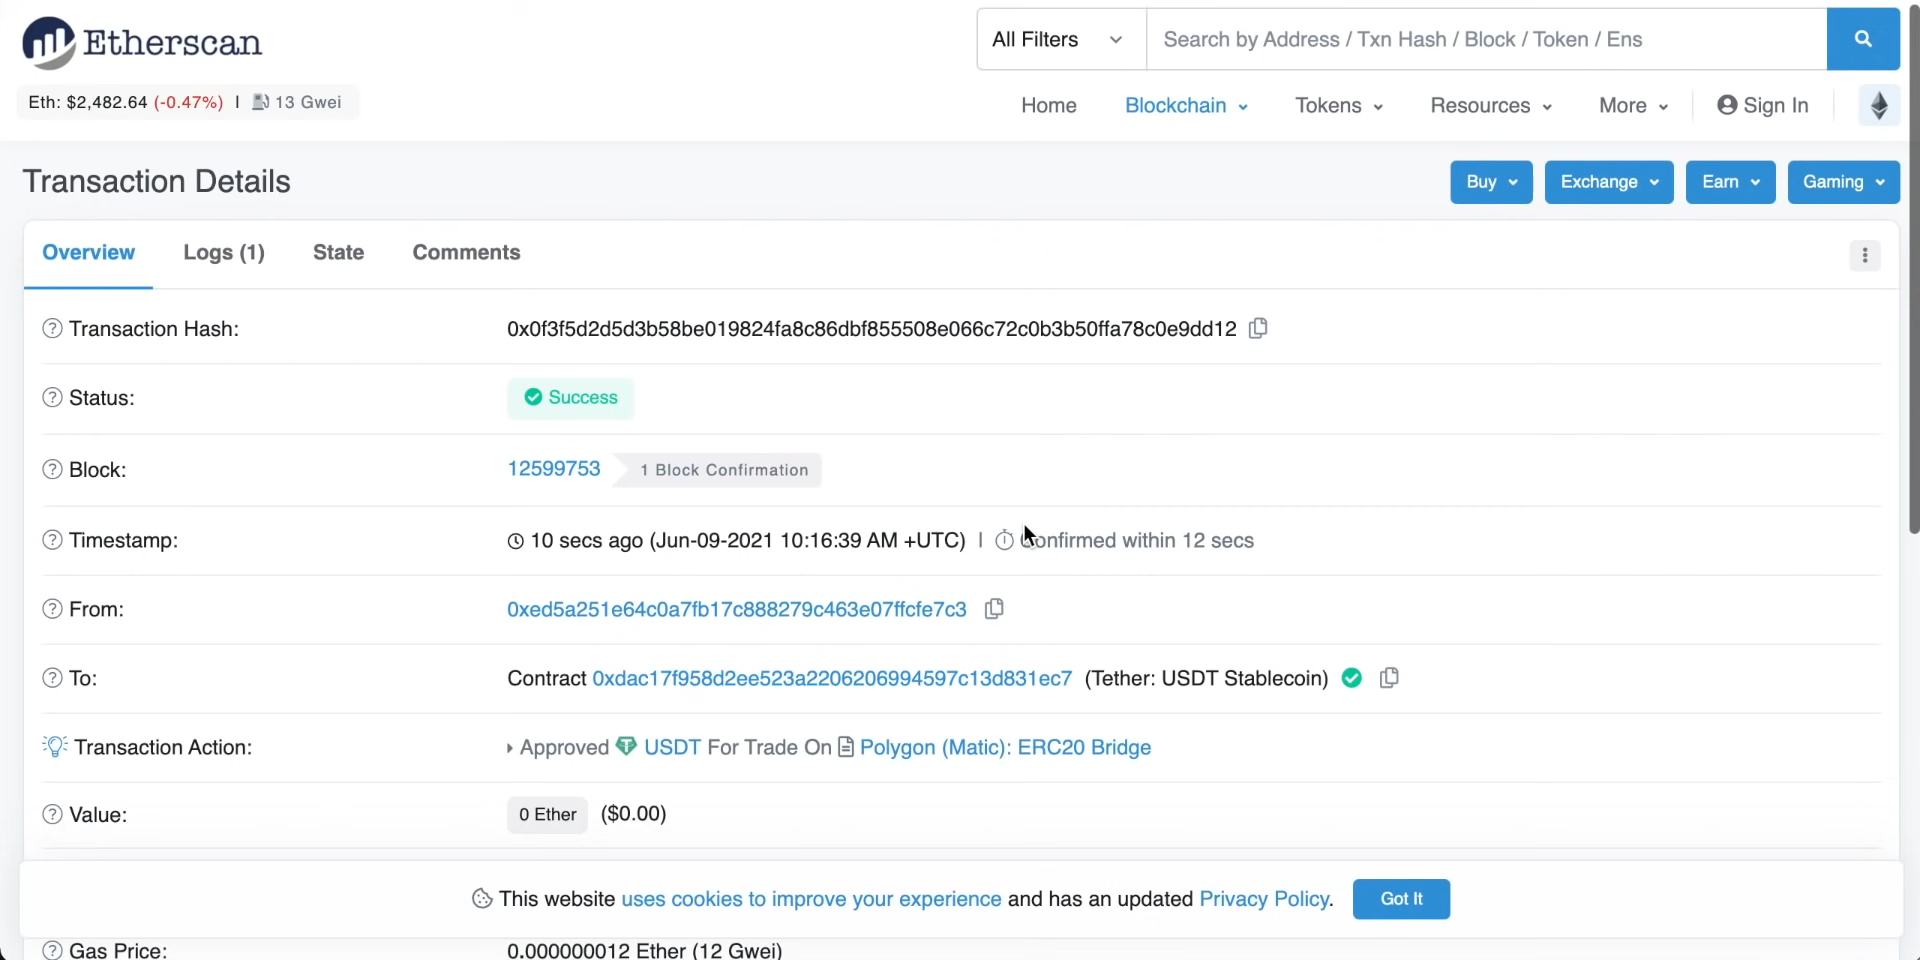 Etherscan
All Filters
Search by Address / Txn Hash / Block / Token / Ens
Eth: $2,482.64 (-0.47%) | 13 Gwei
Home Blockchain Tokens Resources More Sign In
Transaction Details
Buy Exchange Earn Gaming
Overview Logs (1) State Comments
Transaction Hash: 0x0f3f5d2d5d3b58be019824fa8c86dbf855508e066c72c0b3b50ffa78c0e9dd12
Status: Success
Block: 12599753 1 Block Confirmation
Timestamp: 10 secs ago (Jun-09-2021 10:16:39 AM +UTC) | Confirmed within 12 secs
From: 0xed5a251e64c0a7fb17c888279c463e07ffcfe7c3
To: Contract 0xdac17f958d2ee523a2206206994597c13d831ec7 (Tether: USDT Stablecoin)
Transaction Action: Approved USDT For Trade On Polygon (Matic): ERC20 Bridge
Value: 0 Ether ($0.00)
This website uses cookies to improve your experience and has an updated Privacy Policy. Got It
Gas Price: 0.000000012 Ether (12 Gwei)